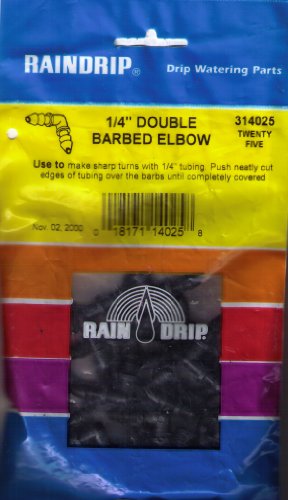 RAINDRIP®
Drip Watering Parts
1/4" DOUBLE
BARBED ELBOW
314025
TWENTY
FIVE
Use to make sharp turns with 1/4" tubing. Push neatly cut
edges of tubing over the barbs until completely covered
Nov. 02, 2000
0 18171 14025 8
RAIN DRIP®